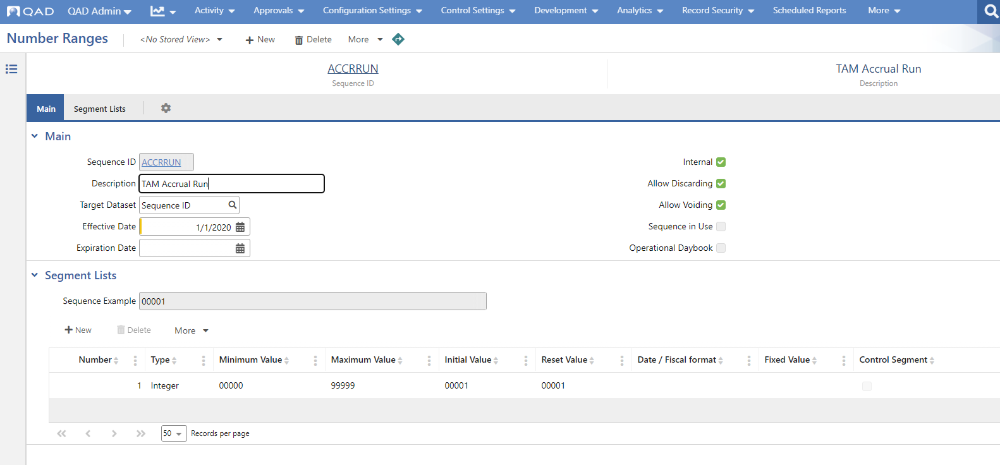 QAD QAD Admin Activity Approvals Configuration Settings Control Settings Development Analytics Record Security Scheduled Reports More
Number Ranges <No Stored View> New Delete More
ACCRRUN TAM Accrual Run
Sequence ID Description
Main Segment Lists
Main
Sequence ID ACCRRUN Internal
Description TAM Accrual Run Allow Discarding
Target Dataset Sequence ID Allow Voiding
Effective Date 1/1/2020 Sequence in Use
Expiration Date Operational Daybook
Segment Lists
Sequence Example 00001
New Delete More
Number Type Minimum Value Maximum Value Initial Value Reset Value Date / Fiscal format Fixed Value Control Segment
1 Integer 00000 99999 00001 00001
50 Records per page